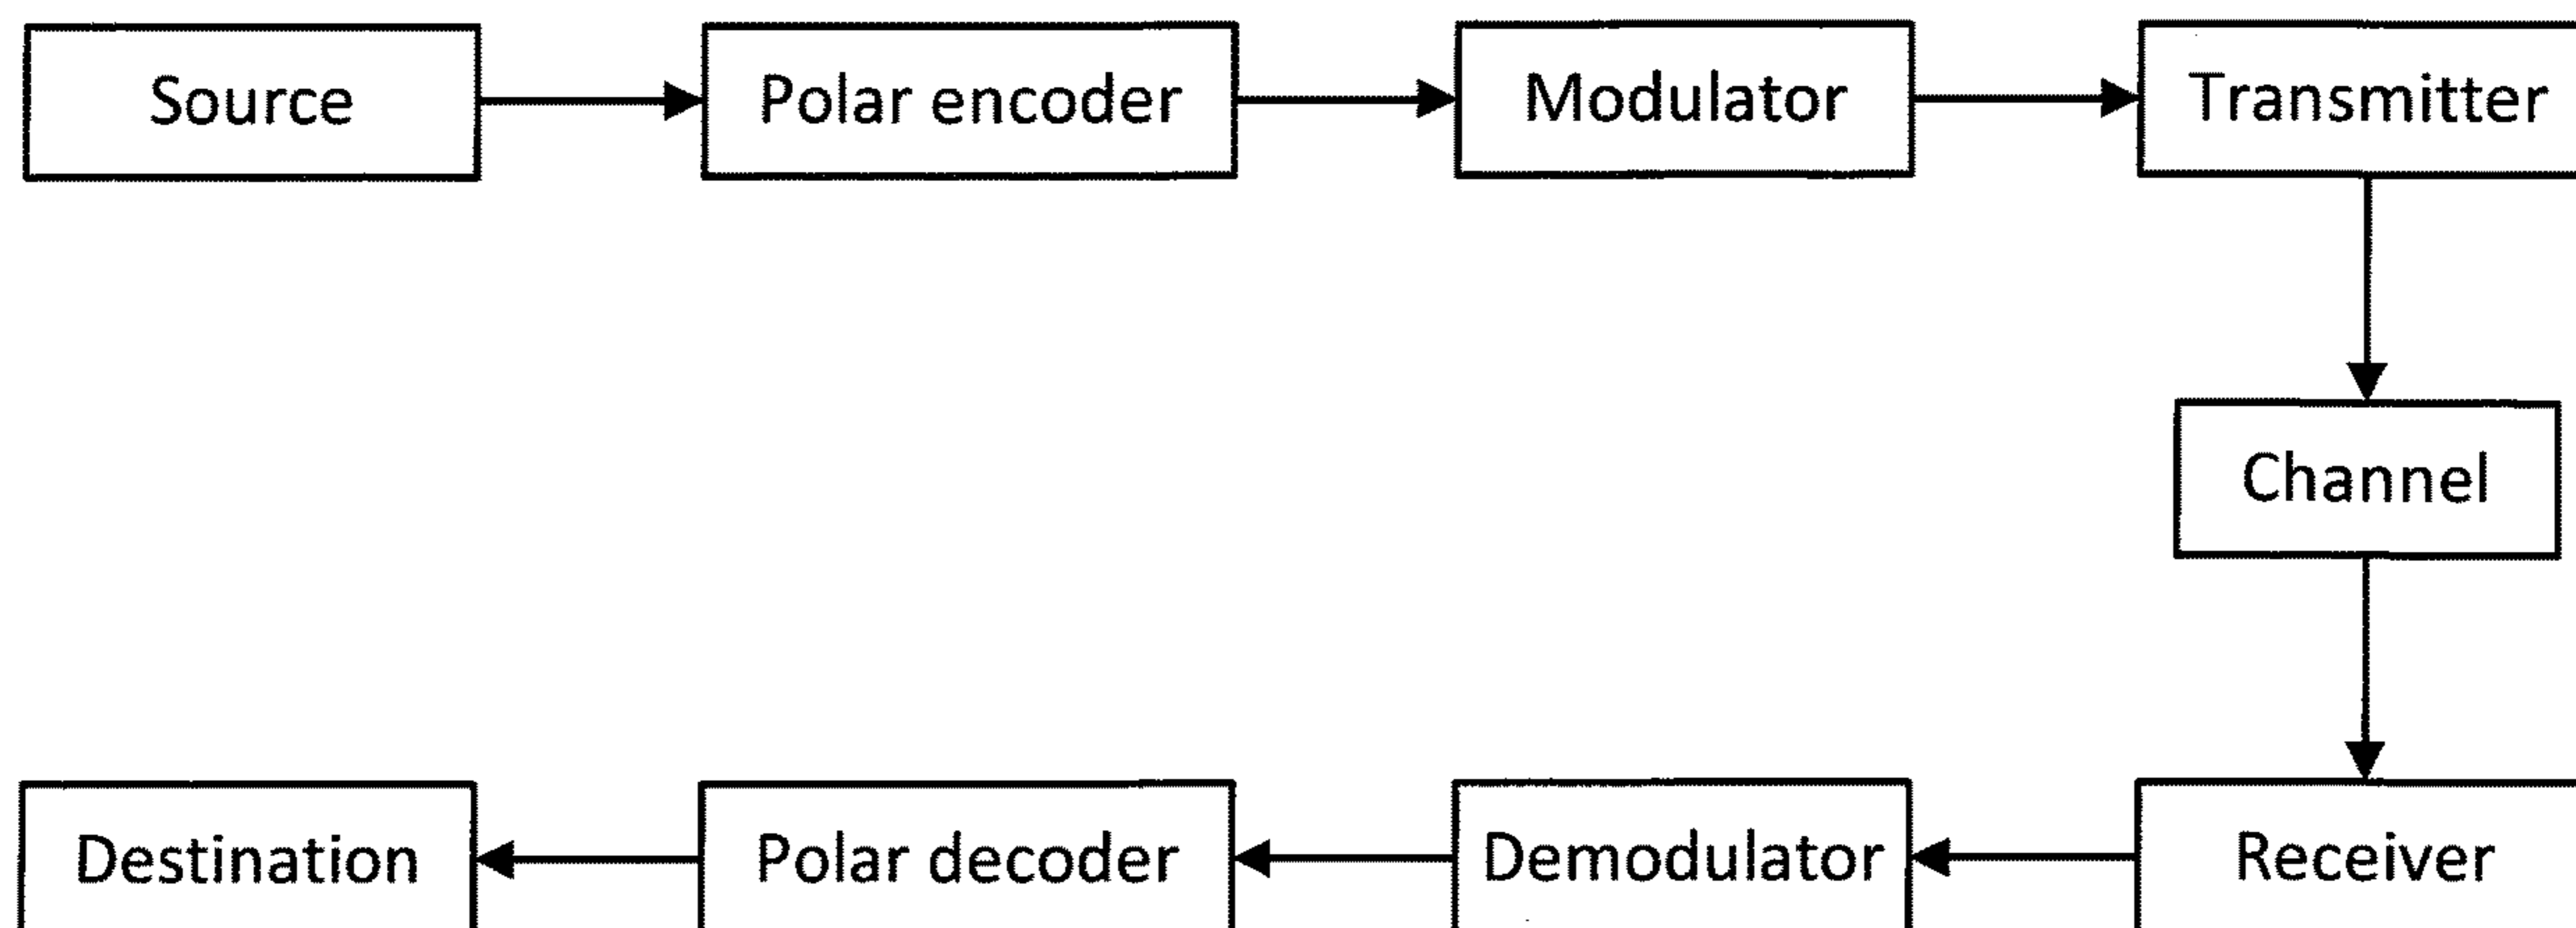 Source
Polar encoder
Modulator
Transmitter
Channel
Receiver
Demodulator
Polar decoder
Destination